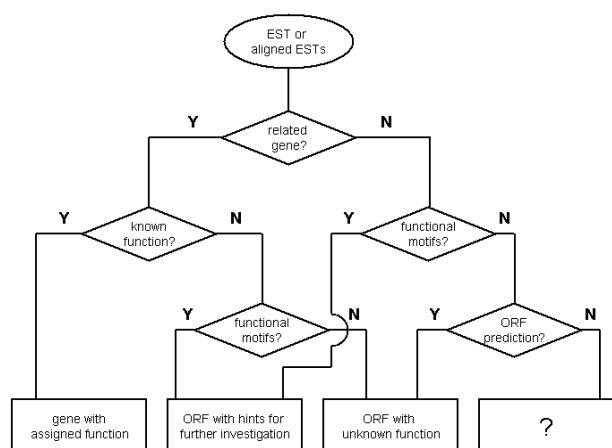 EST or
aligned ESTs
Y
related
gene?
N
Y
known
function?
N
Y
functional
motifs?
N
Y
functional
motifs?
N
Y
ORF
prediction?
N
gene with
assigned function
ORF with hints for
further investigation
ORF with
unknown function
?